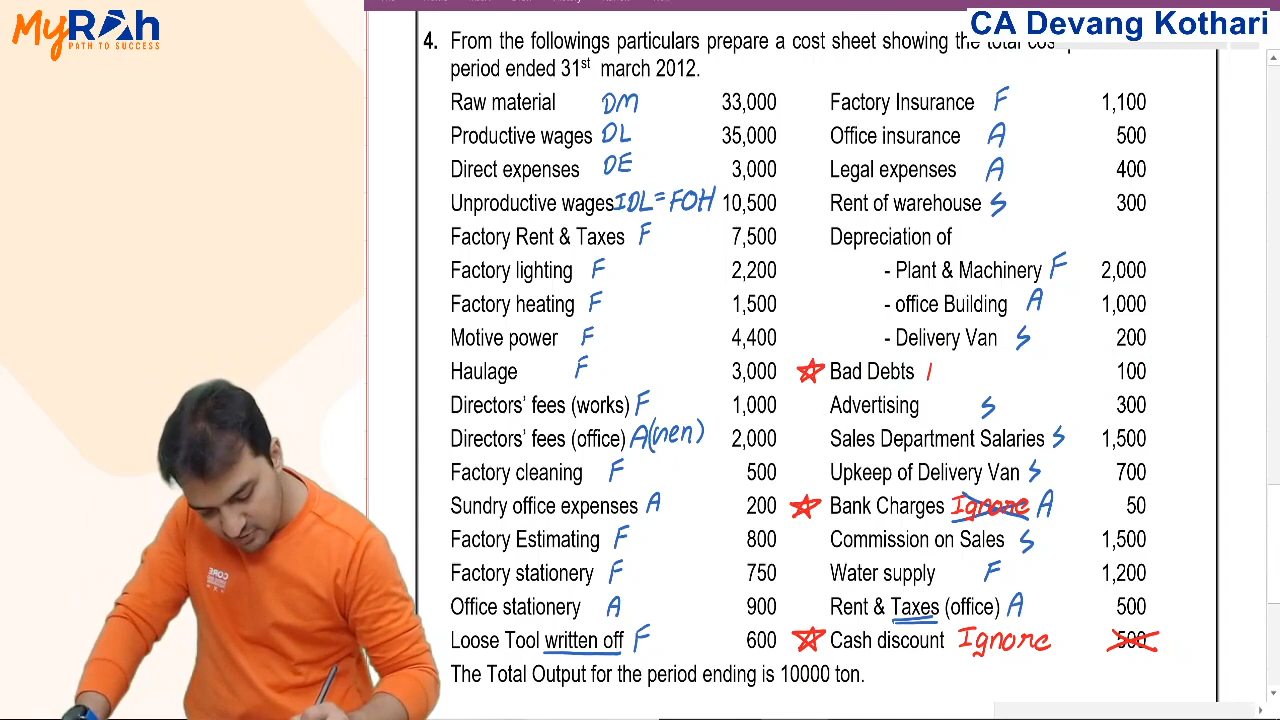 MyRAh
PATH TO SUCCESS
CA Devang Kothari
4. From the followings particulars prepare a cost sheet showing the total
period ended 31st march 2012.
Raw material DM 33,000
Productive wages DL 35,000
Direct expenses DE 3,000
Unproductive wages IDL = FOH 10,500
Factory Rent & Taxes F 7,500
Factory lighting F 2,200
Factory heating F 1,500
Motive power F 4,400
Haulage F 3,000
Directors' fees (works) F 1,000
Directors' fees (office) A(nen) 2,000
Factory cleaning F 500
Sundry office expenses A 200
Factory Estimating F 800
Factory stationery F 750
Office stationery A 900
Loose Tool written off F 600
Factory Insurance F 1,100
Office insurance A 500
Legal expenses A 400
Rent of warehouse S 300
Depreciation of
- Plant & Machinery F 2,000
- office Building A 1,000
- Delivery Van S 200
Bad Debts 100
Advertising S 300
Sales Department Salaries S 1,500
Upkeep of Delivery Van S 700
Bank Charges Ignore A 50
Commission on Sales S 1,500
Water supply F 1,200
Rent & Taxes (office) A 500
Cash discount Ignore 500
The Total Output for the period ending is 10000 ton.